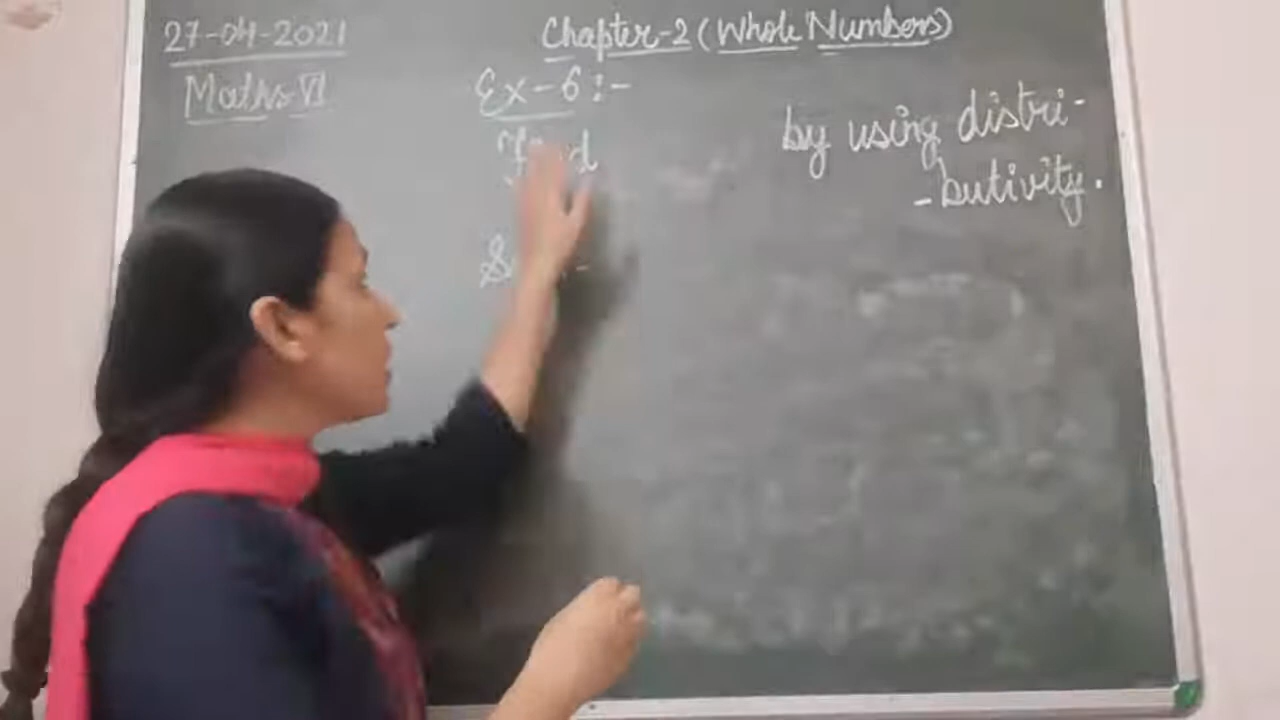 27-04-2021
Chapter-2 (Whole Numbers)
Maths-VI
Ex-6:-
by using distri-
-butivity.